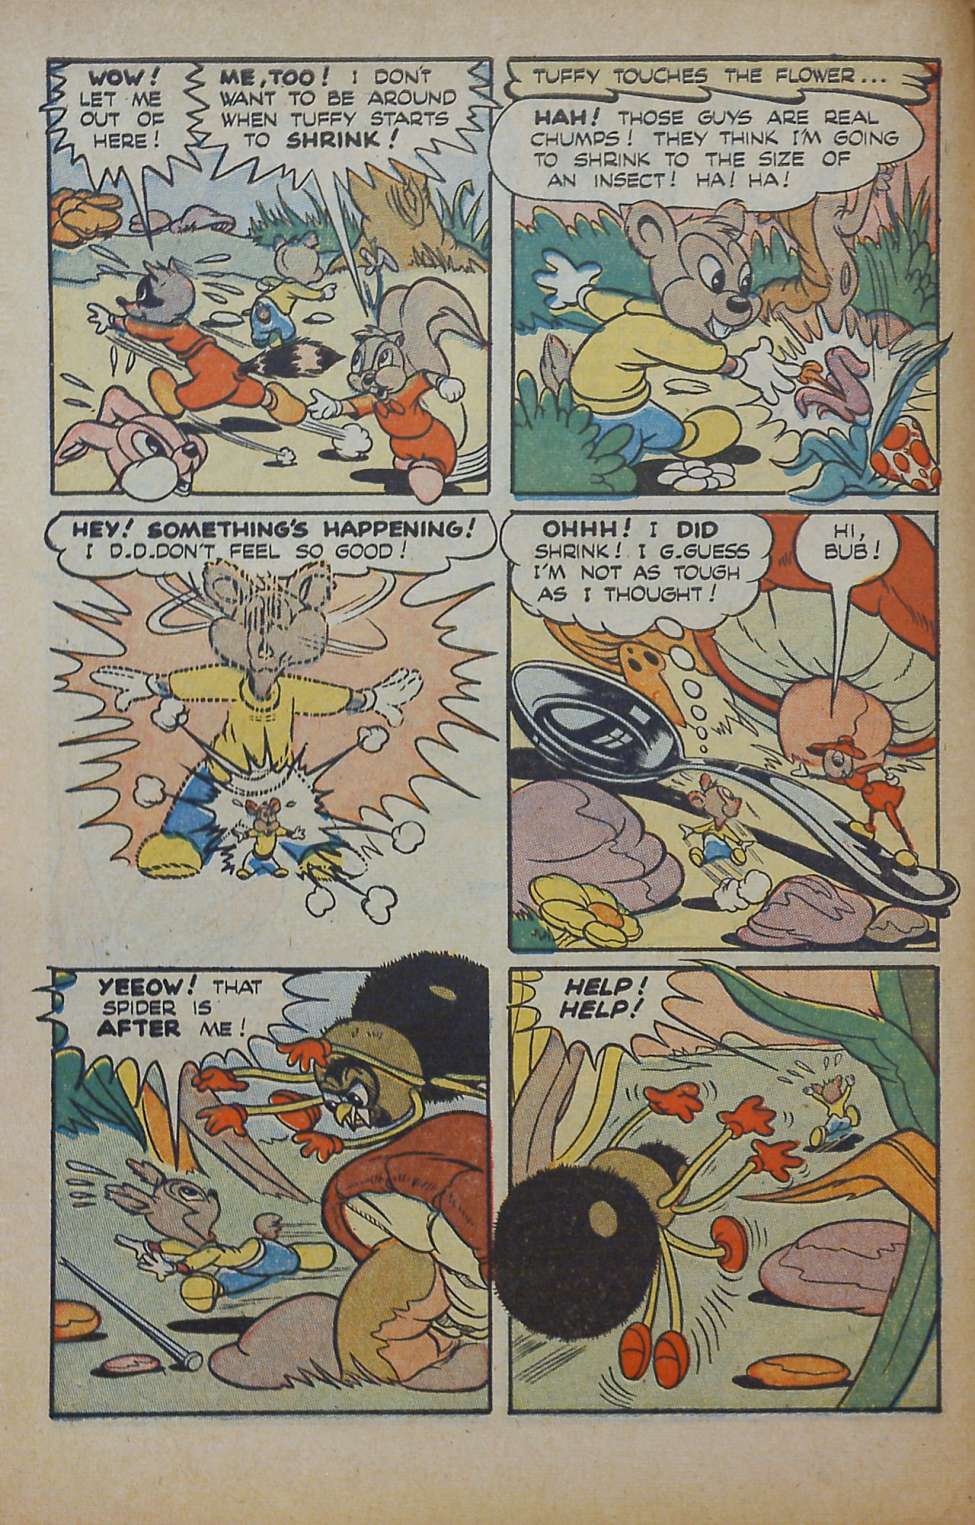 WOW!
LET ME
OUT OF
HERE!
ME, TOO! I DON'T
WANT TO BE AROUND
WHEN TUFFY STARTS
TO SHRINK!
TUFFY TOUCHES THE FLOWER...
HAH! THOSE GUYS ARE REAL
CHUMPS! THEY THINK I'M GOING
TO SHRINK TO THE SIZE OF
AN INSECT! HA! HA!
HEY! SOMETHING'S HAPPENING!
I D.D.DON'T FEEL SO GOOD!
OHHH! I DID
SHRINK! I G.GUESS
I'M NOT AS TOUGH
AS I THOUGHT!
HI,
BUB!
YEEOW! THAT
SPIDER IS
AFTER ME!
HELP!
HELP!